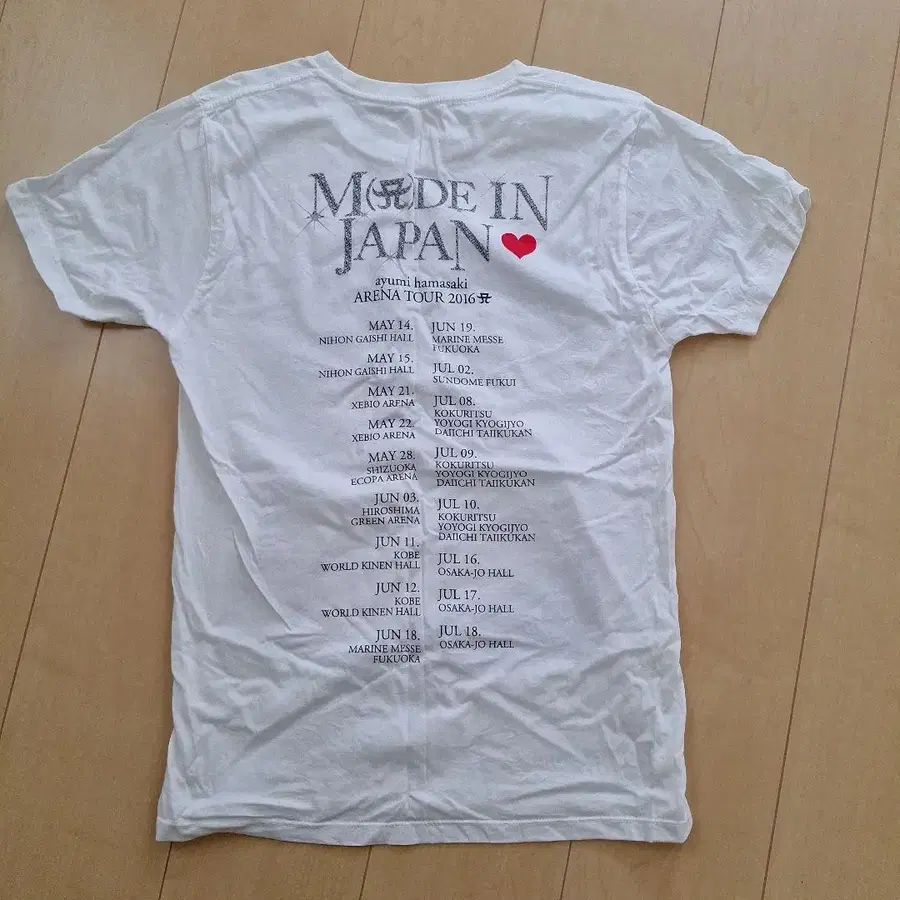 M(A)DE IN
JAPAN
ayumi hamasaki
ARENA TOUR 2016 A
MAY 14.
NIHON GAISHI HALL
MAY 15.
NIHON GAISHI HALL
MAY 21.
XEBIO ARENA
MAY 22.
XEBIO ARENA
MAY 28.
SHIZUOKA
ECOPA ARENA
JUN 03.
HIROSHIMA
GREEN ARENA
JUN 11.
KOBE
WORLD KINEN HALL
JUN 12.
KOBE
WORLD KINEN HALL
JUN 18.
MARINE MESSE
FUKUOKA
JUN 19.
MARINE MESSE
FUKUOKA
JUL 02.
SUNDOME FUKUI
JUL 08.
KOKURITSU
YOYOGI KYOGIJYO
DAIICHI TAIIKUKAN
JUL 09.
KOKURITSU
YOYOGI KYOGIJYO
DAIICHI TAIIKUKAN
JUL 10.
KOKURITSU
YOYOGI KYOGIJYO
DAIICHI TAIIKUKAN
JUL 16.
OSAKA-JO HALL
JUL 17.
OSAKA-JO HALL
JUL 18.
OSAKA-JO HALL